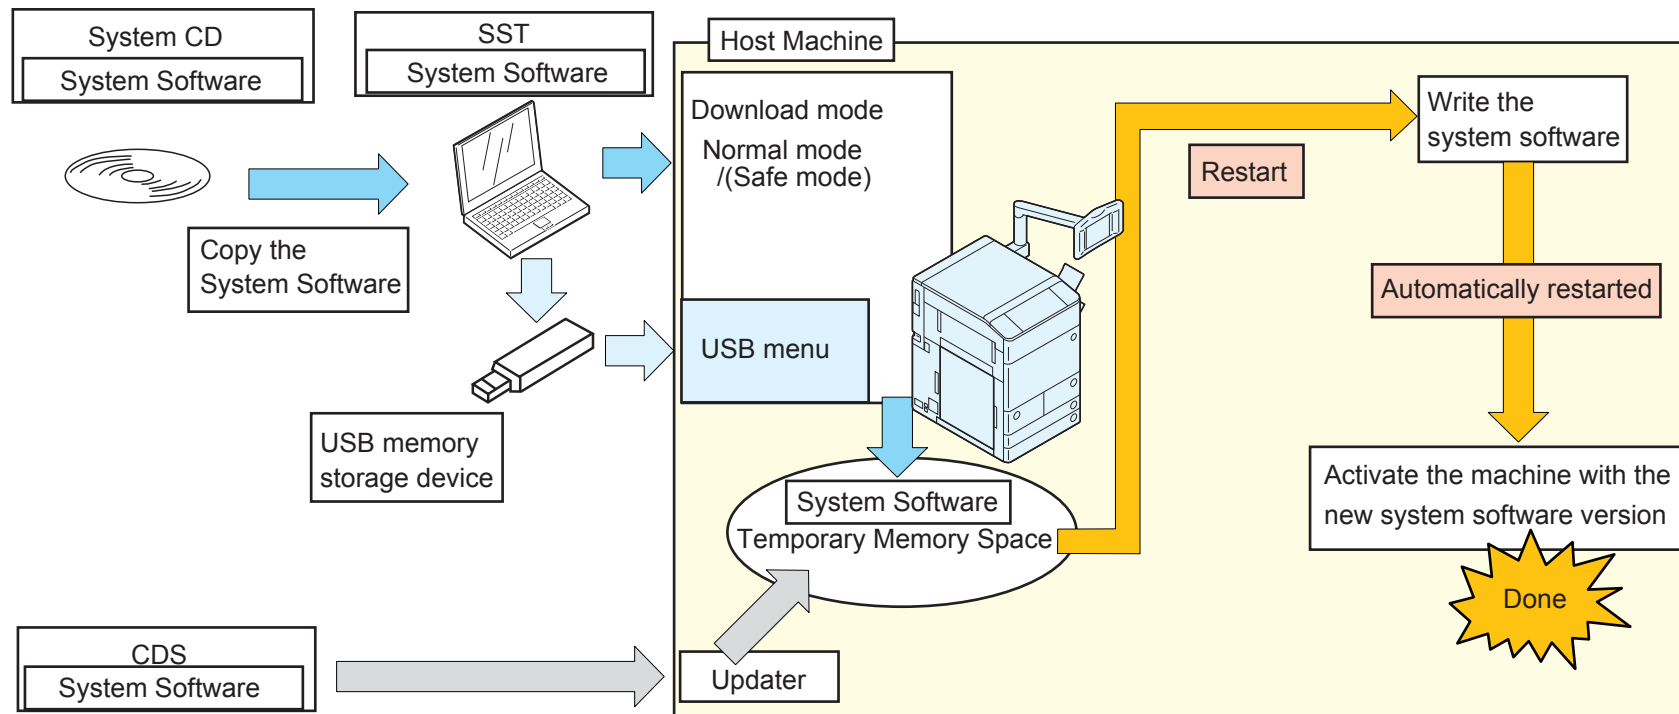 System CD
System Software
SST
System Software
Host Machine
Download mode
Normal mode
/(Safe mode)
Write the
system software
Restart
Copy the
System Software
Automatically restarted
USB menu
USB memory
storage device
Activate the machine with the
new system software version
System Software
Temporary Memory Space
Done
CDS
System Software
Updater